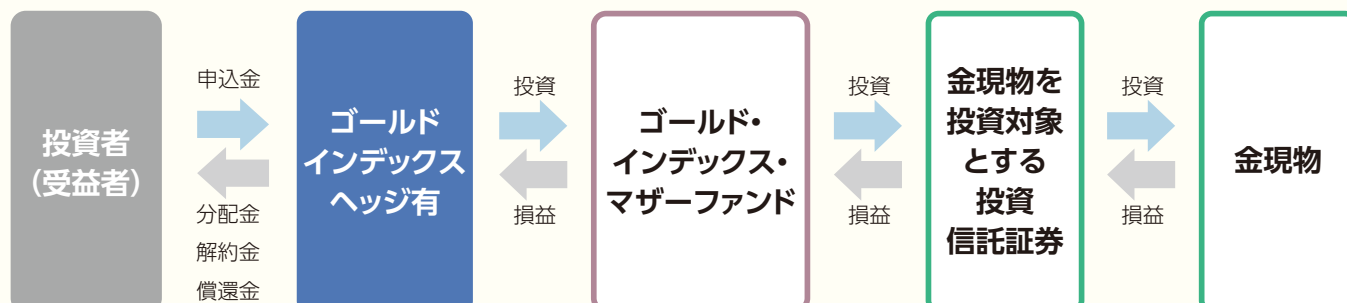 投資者
(受益者)
申込金
分配金
解約金
償還金
ゴールド
インデックス
ヘッジ有
投資
損益
ゴールド・
インデックス・
マザーファンド
投資
損益
金現物を
投資対象
とする
投資
信託証券
投資
損益
金現物